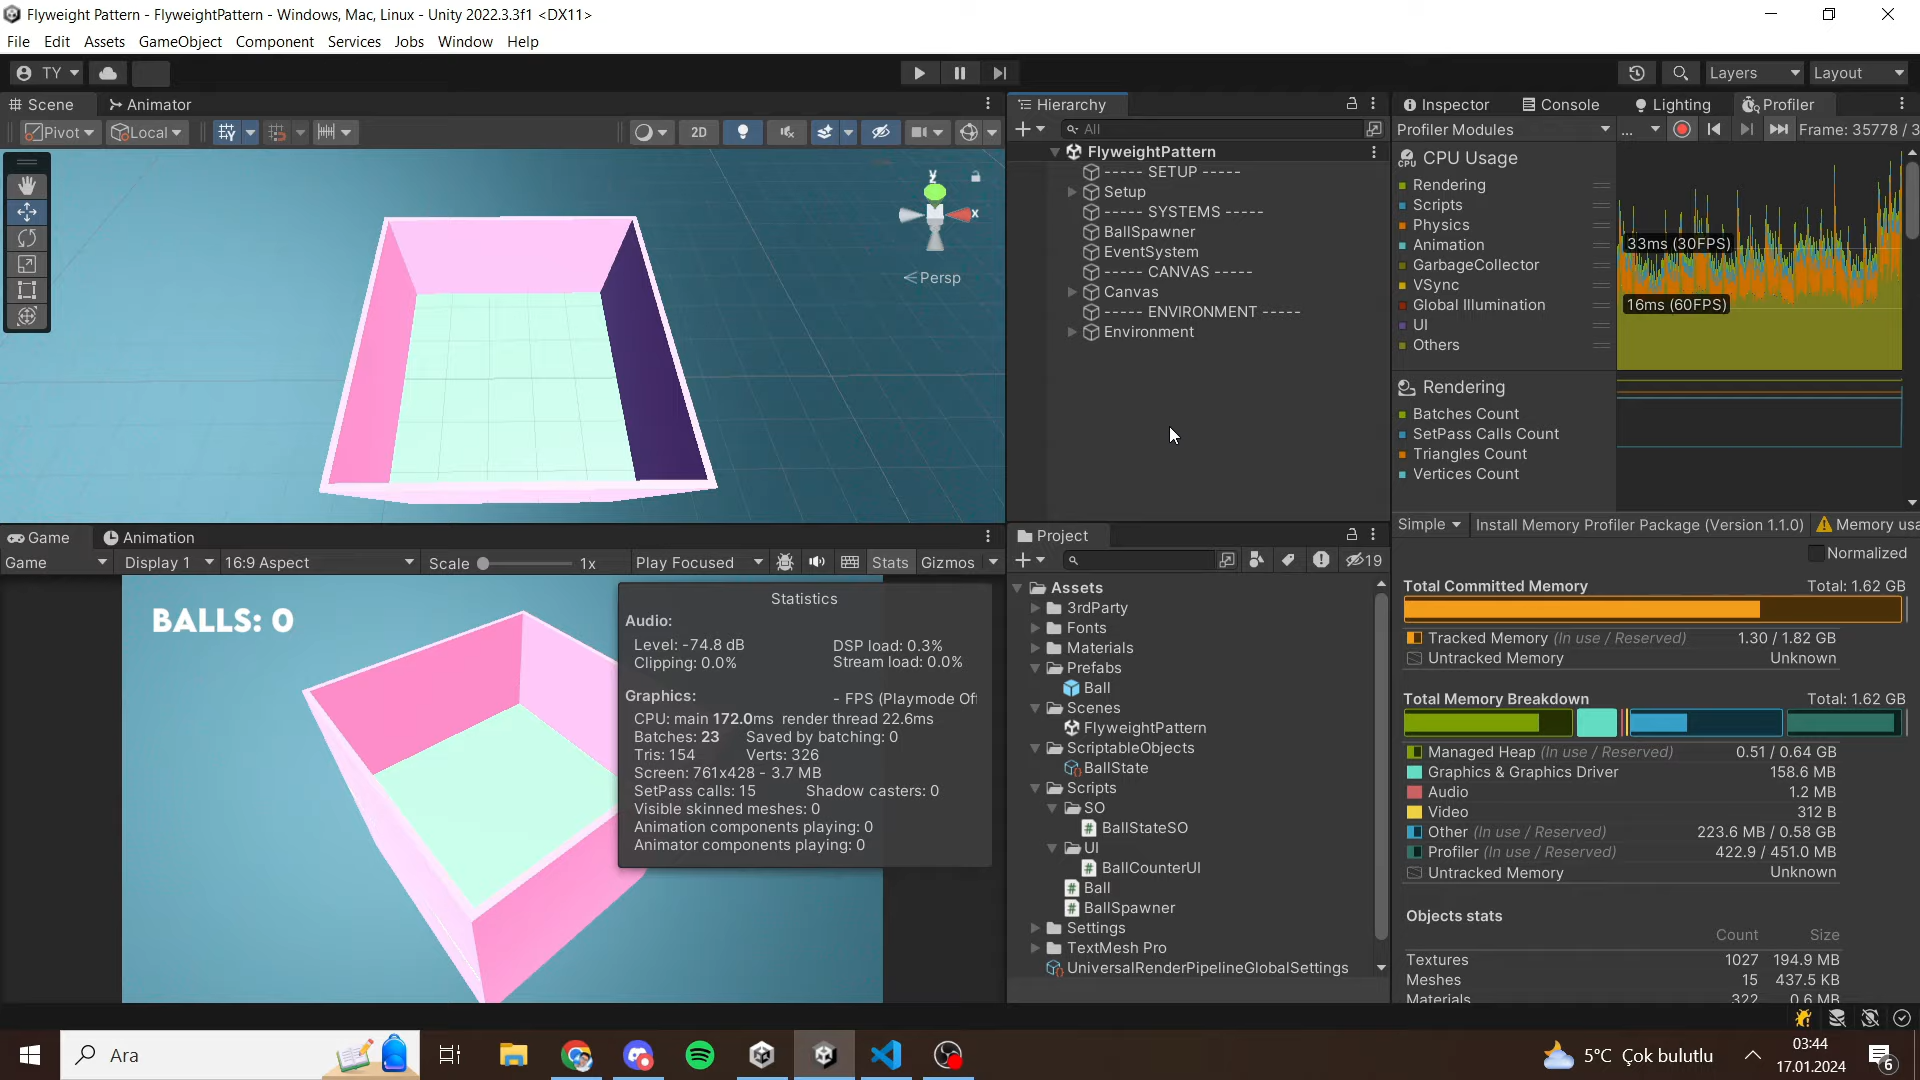 Flyweight Pattern - FlyweightPattern - Windows, Mac, Linux - Unity 2022.3.3f1 <DX11>
File Edit Assets GameObject Component Services Jobs Window Help
TY Layers Layout
Scene Animator
Pivot Local 2D
y
x
Persp
Hierarchy
All
FlyweightPattern
----- SETUP -----
Setup
----- SYSTEMS -----
BallSpawner
EventSystem
----- CANVAS -----
Canvas
----- ENVIRONMENT -----
Environment
Inspector Console Lighting Profiler
Profiler Modules ... Frame: 35778 / 3
CPU Usage
Rendering
Scripts
Physics
Animation
GarbageCollector
VSync
Global Illumination
UI
Others
33ms (30FPS)
16ms (60FPS)
Rendering
Batches Count
SetPass Calls Count
Triangles Count
Vertices Count
Simple Install Memory Profiler Package (Version 1.1.0) Memory usa
Normalized
Total Committed Memory Total: 1.62 GB
Tracked Memory (In use / Reserved) 1.30 / 1.82 GB
Untracked Memory Unknown
Total Memory Breakdown Total: 1.62 GB
Managed Heap (In use / Reserved) 0.51 / 0.64 GB
Graphics & Graphics Driver 158.6 MB
Audio 1.2 MB
Video 312 B
Other (In use / Reserved) 223.6 MB / 0.58 GB
Profiler (In use / Reserved) 422.9 / 451.0 MB
Untracked Memory Unknown
Objects stats
Count Size
Textures 1027 194.9 MB
Meshes 15 437.5 KB
Materials 322 0.6 MB
Game Animation
Game Display 1 16:9 Aspect Scale 1x Play Focused Stats Gizmos
BALLS: 0
Statistics
Audio:
Level: -74.8 dB DSP load: 0.3%
Clipping: 0.0% Stream load: 0.0%
Graphics: - FPS (Playmode Of
CPU: main 172.0ms render thread 22.6ms
Batches: 23 Saved by batching: 0
Tris: 154 Verts: 326
Screen: 761x428 - 3.7 MB
SetPass calls: 15 Shadow casters: 0
Visible skinned meshes: 0
Animation components playing: 0
Animator components playing: 0
Project
19
Assets
3rdParty
Fonts
Materials
Prefabs
Ball
Scenes
FlyweightPattern
ScriptableObjects
BallState
Scripts
SO
BallStateSO
UI
BallCounterUI
Ball
BallSpawner
Settings
TextMesh Pro
UniversalRenderPipelineGlobalSettings
Ara
5°C Çok bulutlu
03:44
17.01.2024
6